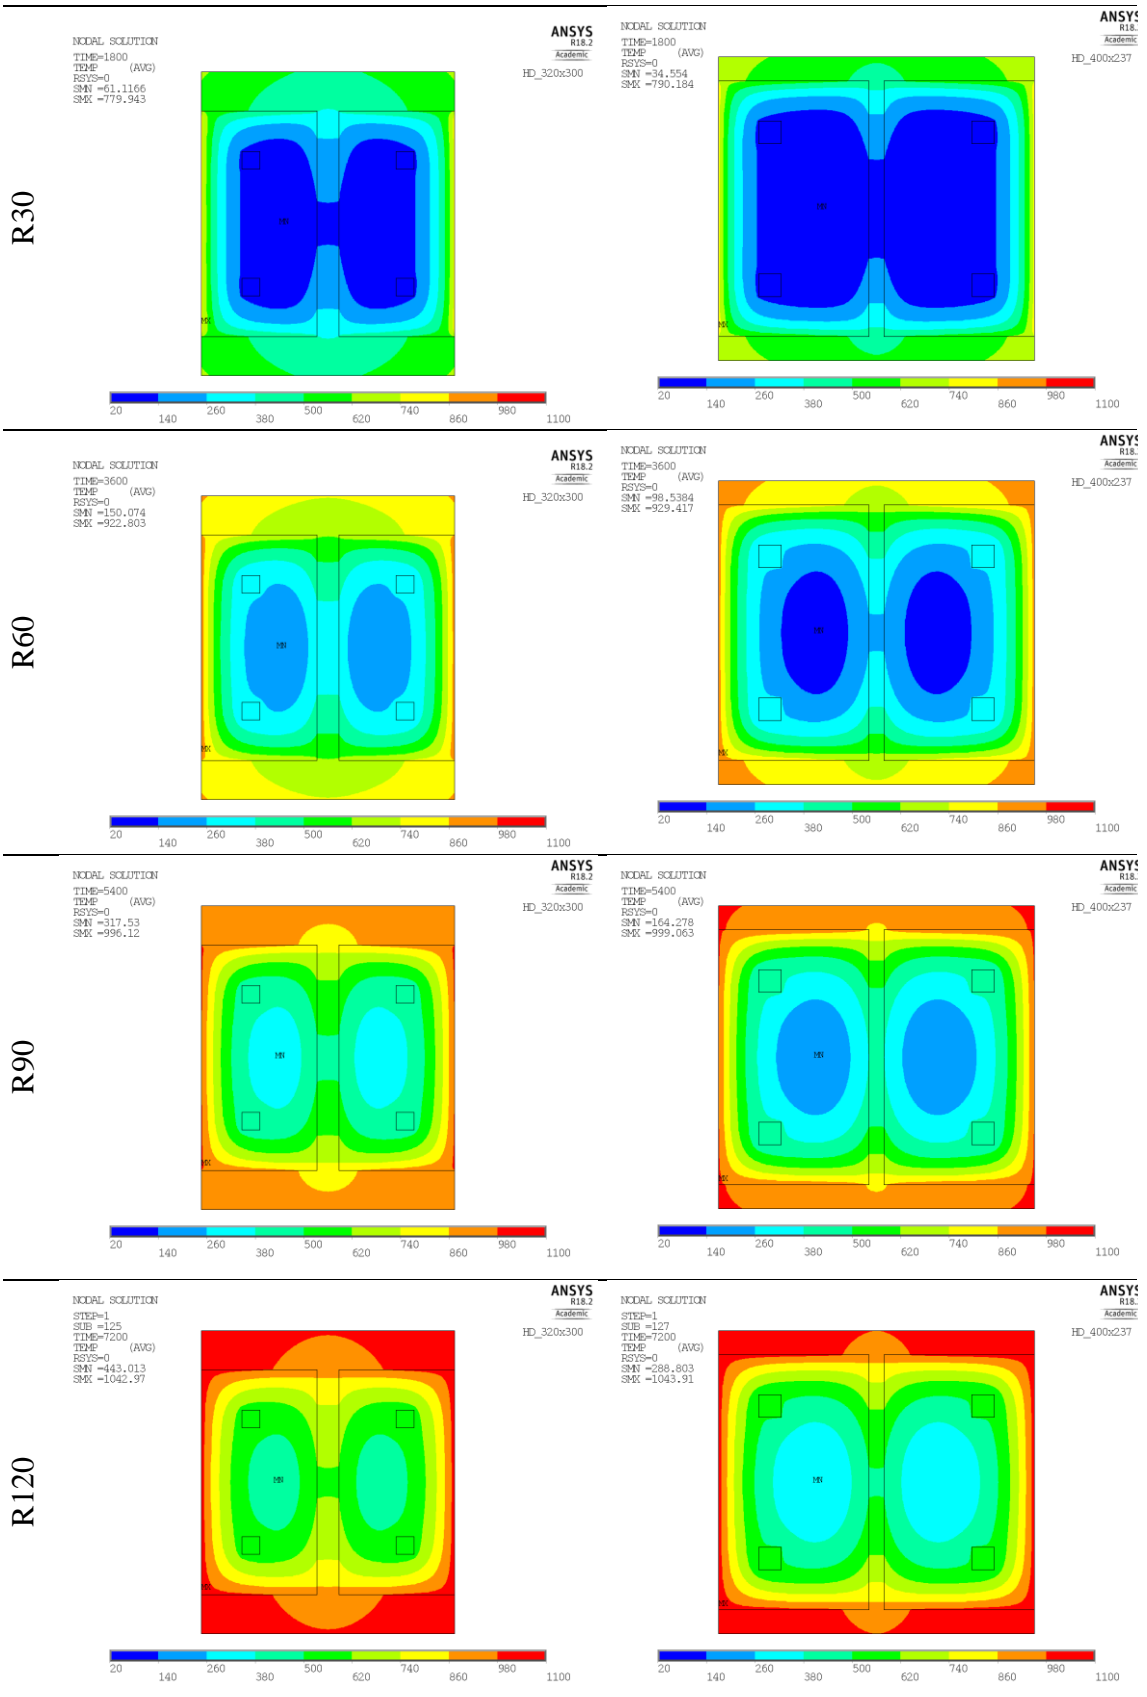 R30
NODAL SOLUTION
TIME=1800
TEMP (AVG)
RSYS=0
SMN =61.1166
SMX =779.943
ANSYS
R18.2
Academic
HD_320x300
MN
MX
20 140 260 380 500 620 740 860 980 1100
NODAL SOLUTION
TIME=1800
TEMP (AVG)
RSYS=0
SMN =34.554
SMX =790.184
ANSYS
R18.
Academic
HD_400x237
MN
MX
20 140 260 380 500 620 740 860 980 1100
R60
NODAL SOLUTION
TIME=3600
TEMP (AVG)
RSYS=0
SMN =150.074
SMX =922.803
ANSYS
R18.2
Academic
HD_320x300
MN
MX
20 140 260 380 500 620 740 860 980 1100
NODAL SOLUTION
TIME=3600
TEMP (AVG)
RSYS=0
SMN =98.5384
SMX =929.417
ANSYS
R18.
Academic
HD_400x237
MN
MX
20 140 260 380 500 620 740 860 980 1100
R90
NODAL SOLUTION
TIME=5400
TEMP (AVG)
RSYS=0
SMN =317.53
SMX =996.12
ANSYS
R18.2
Academic
HD_320x300
MN
MX
20 140 260 380 500 620 740 860 980 1100
NODAL SOLUTION
TIME=5400
TEMP (AVG)
RSYS=0
SMN =164.278
SMX =999.063
ANSYS
R18.
Academic
HD_400x237
MN
MX
20 140 260 380 500 620 740 860 980 1100
R120
NODAL SOLUTION
STEP=1
SUB =125
TIME=7200
TEMP (AVG)
RSYS=0
SMN =443.013
SMX =1042.97
ANSYS
R18.2
Academic
HD_320x300
MN
MX
20 140 260 380 500 620 740 860 980 1100
NODAL SOLUTION
STEP=1
SUB =127
TIME=7200
TEMP (AVG)
RSYS=0
SMN =288.803
SMX =1043.91
ANSYS
R18.
Academic
HD_400x237
MN
MX
20 140 260 380 500 620 740 860 980 1100